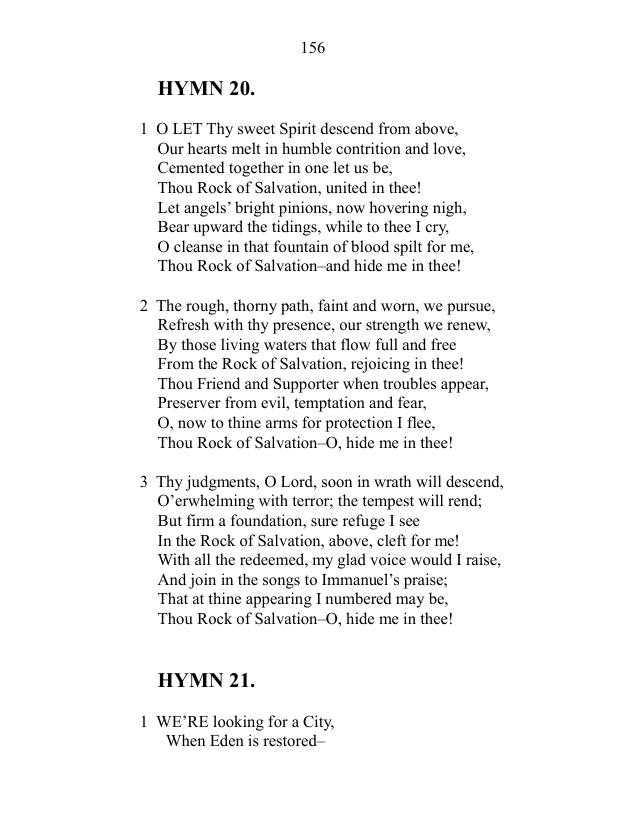 156
HYMN 20.
1 O LET Thy sweet Spirit descend from above,
Our hearts melt in humble contrition and love,
Cemented together in one let us be,
Thou Rock of Salvation, united in thee!
Let angels’ bright pinions, now hovering nigh,
Bear upward the tidings, while to thee I cry,
O cleanse in that fountain of blood spilt for me,
Thou Rock of Salvation–and hide me in thee!
2 The rough, thorny path, faint and worn, we pursue,
Refresh with thy presence, our strength we renew,
By those living waters that flow full and free
From the Rock of Salvation, rejoicing in thee!
Thou Friend and Supporter when troubles appear,
Preserver from evil, temptation and fear,
O, now to thine arms for protection I flee,
Thou Rock of Salvation–O, hide me in thee!
3 Thy judgments, O Lord, soon in wrath will descend,
O’erwhelming with terror; the tempest will rend;
But firm a foundation, sure refuge I see
In the Rock of Salvation, above, cleft for me!
With all the redeemed, my glad voice would I raise,
And join in the songs to Immanuel’s praise;
That at thine appearing I numbered may be,
Thou Rock of Salvation–O, hide me in thee!
HYMN 21.
1 WE’RE looking for a City,
When Eden is restored–